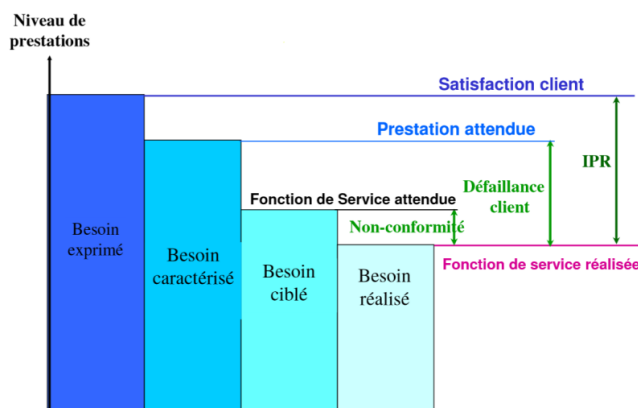 Niveau de
prestations
Satisfaction client
Prestation attendue
IPR
Défaillance
client
Fonction de Service attendue
Non-conformité
Besoin
exprimé
Besoin
caractérisé
Besoin
ciblé
Besoin
réalisé
Fonction de service réalisée